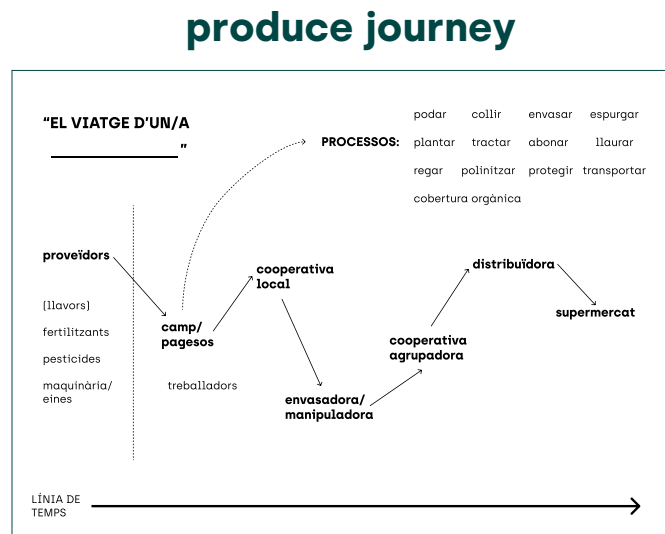 produce journey
“EL VIATGE D’UN/A
”
PROCESSOS:
podar collir envasar espurgar
plantar tractar abonar llaurar
regar polinitzar protegir transportar
cobertura orgànica
proveïdors
(llavors)
fertilitzants
pesticides
maquinària/
eines
camp/
pagesos
treballadors
cooperativa
local
envasadora/
manipuladora
cooperativa
agrupadora
distribuïdora
supermercat
LÍNIA DE
TEMPS